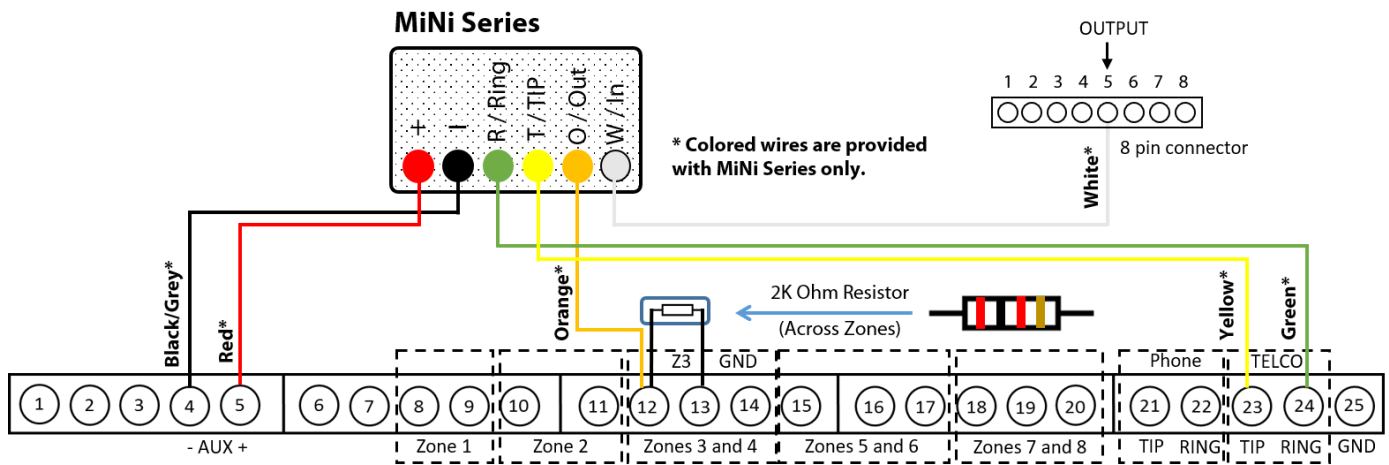 MiNi Series
OUTPUT
1 2 3 4 5 6 7 8
+ — R / Ring T / TIP O / Out W / In
* Colored wires are provided
with MiNi Series only.
8 pin connector
White*
Black/Grey*
Red*
Orange*
2K Ohm Resistor
(Across Zones)
Yellow*
Green*
Z3 GND
Phone
TELCO
1 2 3 4 5 6 7 8 9 10 11 12 13 14 15 16 17 18 19 20 21 22 23 24 25
- AUX + Zone 1 Zone 2 Zones 3 and 4 Zones 5 and 6 Zones 7 and 8 TIP RING TIP RING GND